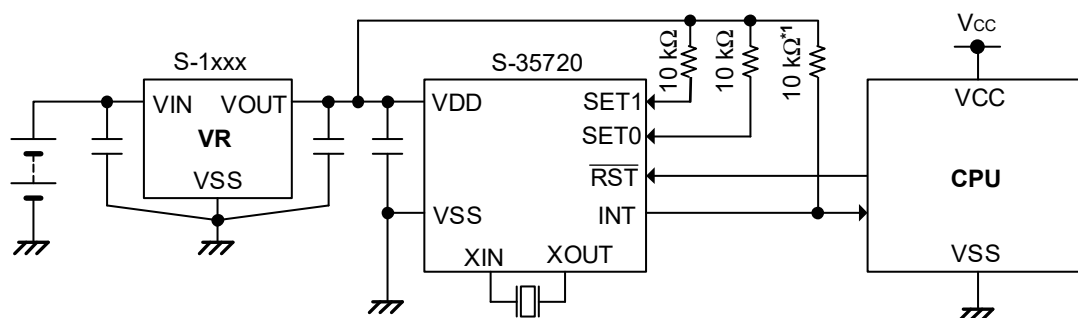 S-1xxx
VIN
VOUT
VR
VSS
S-35720
VDD
VSS
XIN
XOUT
SET1
SET0
RST
INT
10 kΩ
10 kΩ
10 kΩ*1
VCC
VCC
CPU
VSS